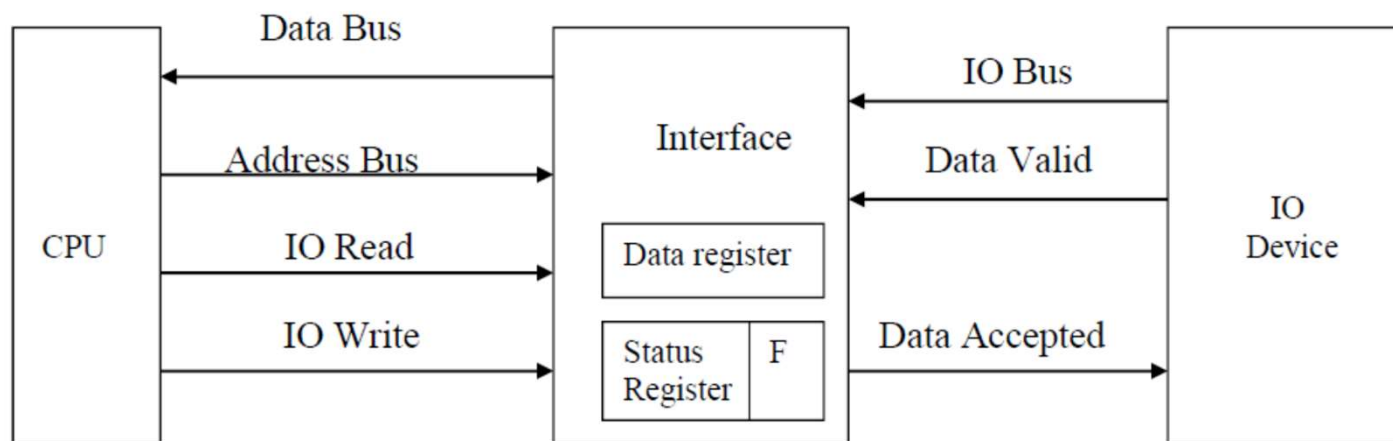 Data Bus
IO Bus
Interface
Address Bus
Data Valid
CPU
IO Read
Data register
IO
Device
IO Write
Status
Register
F
Data Accepted